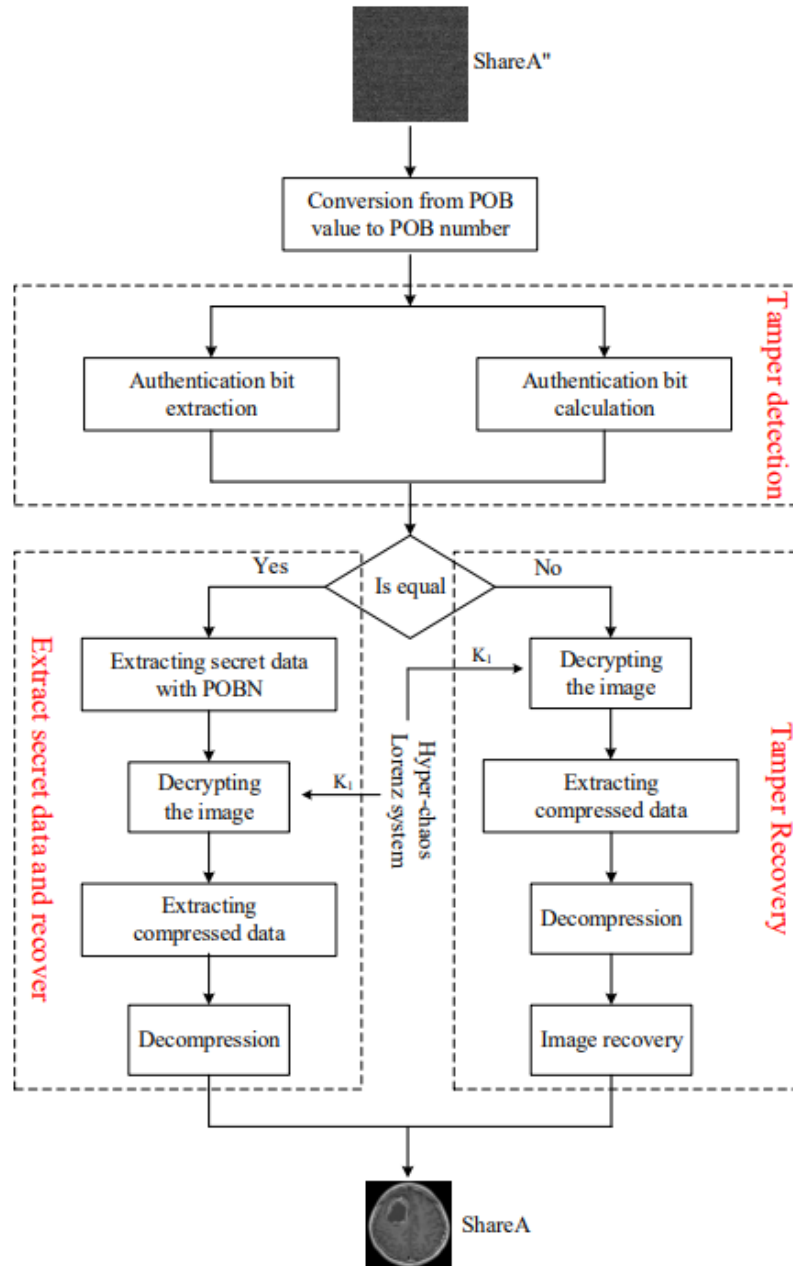 ShareA"
Conversion from POB
value to POB number
Tamper detection
Authentication bit
extraction
Authentication bit
calculation
Is equal
Yes
No
Extract secret data and recover
Extracting secret data
with POBN
Decrypting
the image
K₁
Extracting
compressed data
Decompression
Hyper-chaos
Lorenz system
K₁
Decrypting
the image
Extracting
compressed data
Decompression
Image recovery
Tamper Recovery
ShareA